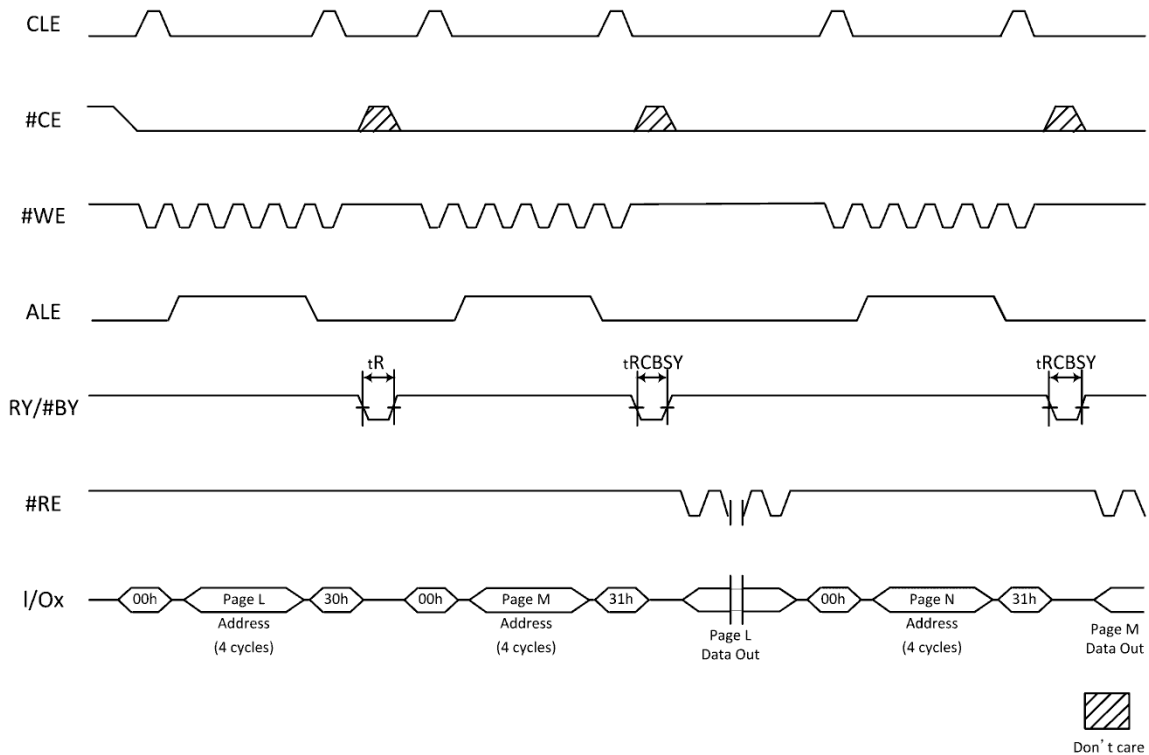 CLE
#CE
#WE
ALE
tR
tRCBSY
tRCBSY
RY/#BY
#RE
I/Ox
00h
Page L
30h
00h
Page M
31h
00h
Page N
31h
Address
(4 cycles)
Address
(4 cycles)
Page L
Data Out
Address
(4 cycles)
Page M
Data Out
Don't care